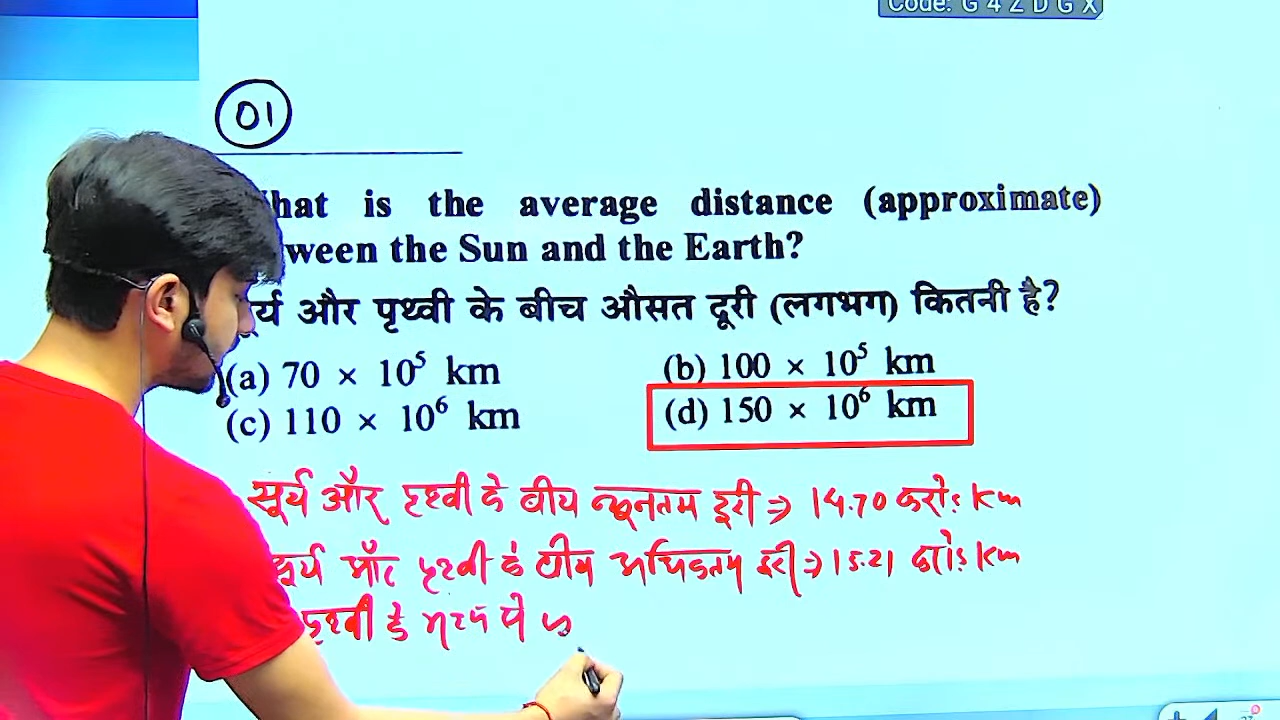 Code: G 4 Z D G X
01
hat is the average distance (approximate)
ween the Sun and the Earth?
र्य और पृथ्वी के बीच औसत दूरी (लगभग) कितनी है?
(a) 70 × 10⁵ km (b) 100 × 10⁵ km
(c) 110 × 10⁶ km (d) 150 × 10⁶ km
सूर्य और पृथ्वी के बीच न्यूनतम दूरी ⇒ 14.70 करोड़ km
सूर्य और पृथ्वी के बीच अधिकतम दूरी ⇒ 15.21 करोड़ km
पृथ्वी के मध्य